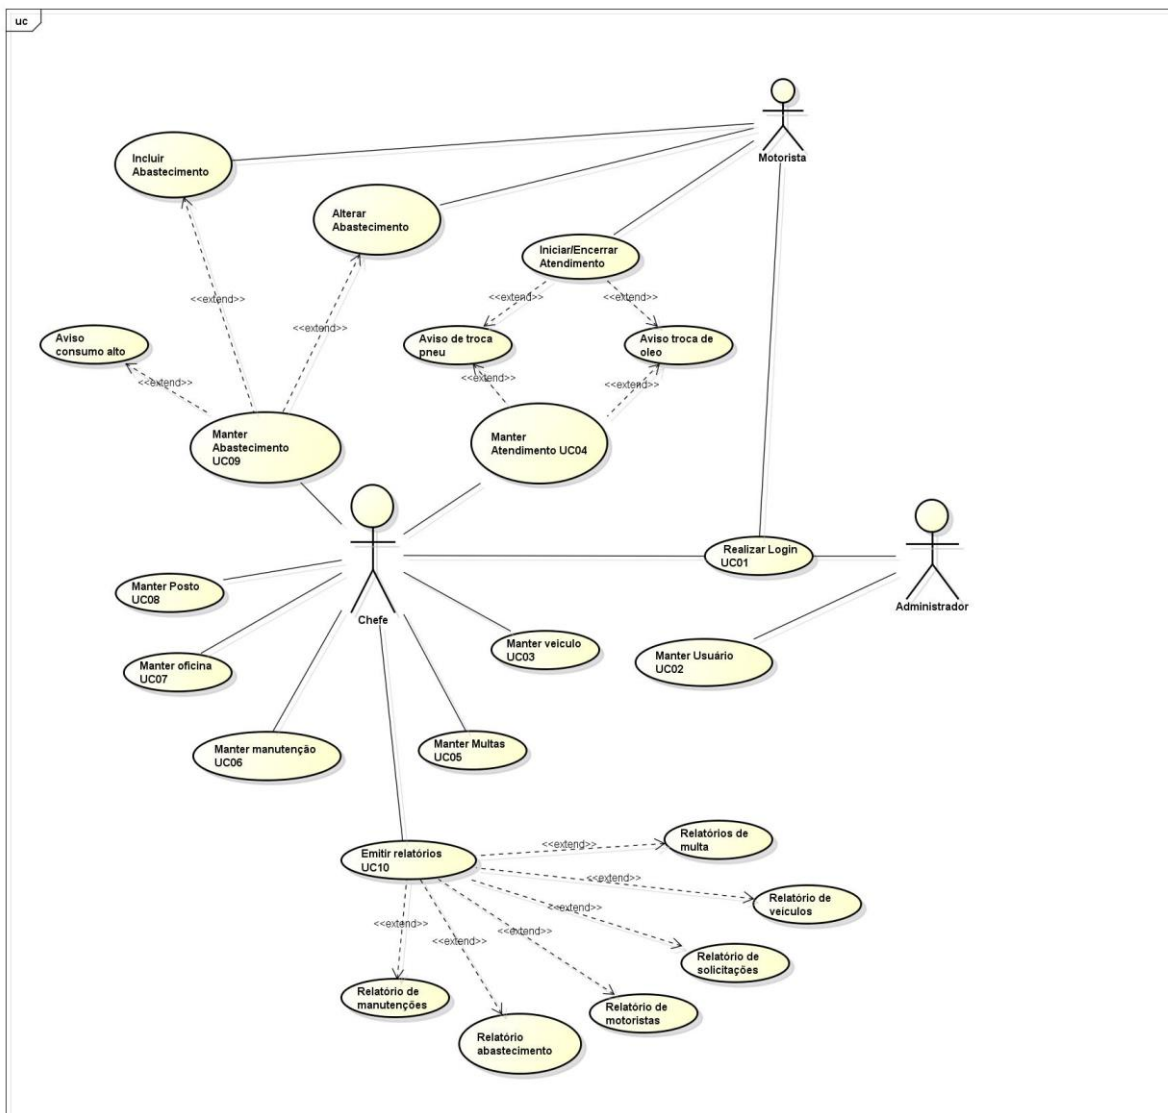 uc
Motorista
Incluir
Abastecimento
Alterar
Abastecimento
Iniciar/Encerrar
Atendimento
<<extend>>
<<extend>>
<<extend>>
<<extend>>
Aviso
consumo alto
Aviso de troca
pneu
Aviso troca de
oleo
<<extend>>
<<extend>>
<<extend>>
Manter
Abastecimento
UC09
Manter
Atendimento UC04
Realizar Login
UC01
Administrador
Manter Posto
UC08
Chefe
Manter veiculo
UC03
Manter Usuário
UC02
Manter oficina
UC07
Manter manutenção
UC06
Manter Multas
UC05
Emitir relatórios
UC10
<<extend>>
Relatórios de
multa
<<extend>>
Relatório de
veículos
<<extend>>
<<extend>>
<<extend>>
<<extend>>
Relatório de
solicitações
Relatório de
manutenções
Relatório de
motoristas
Relatório
abastecimento